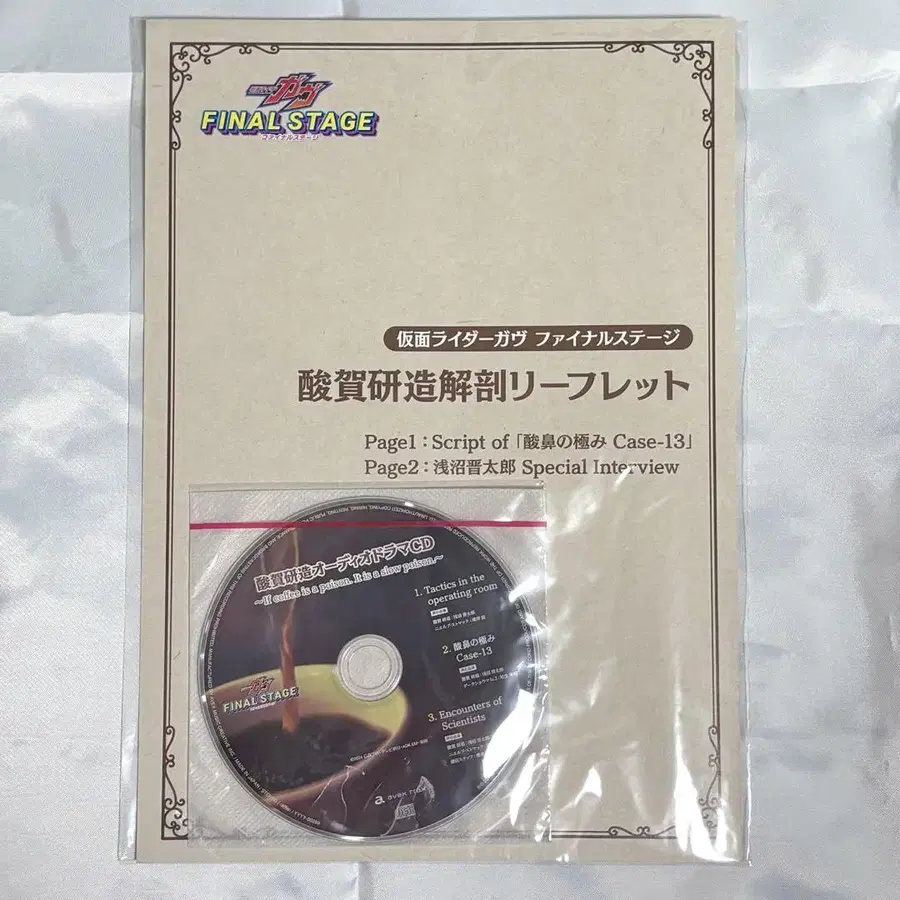 ガヴ
FINAL STAGE
ファイナルステージ
仮面ライダーガヴ ファイナルステージ
酸賀研造解剖リーフレット
Page1：Script of 「酸鼻の極み Case-13」
Page2：浅沼晋太郎 Special Interview
酸賀研造オーディオドラマCD
～If coffee is a poison. It is a slow poison.～
1. Tactics in the
operating room
2. 酸鼻の極み
Case-13
3. Encounters of
Scientists
ガヴ
FINAL STAGE
avex